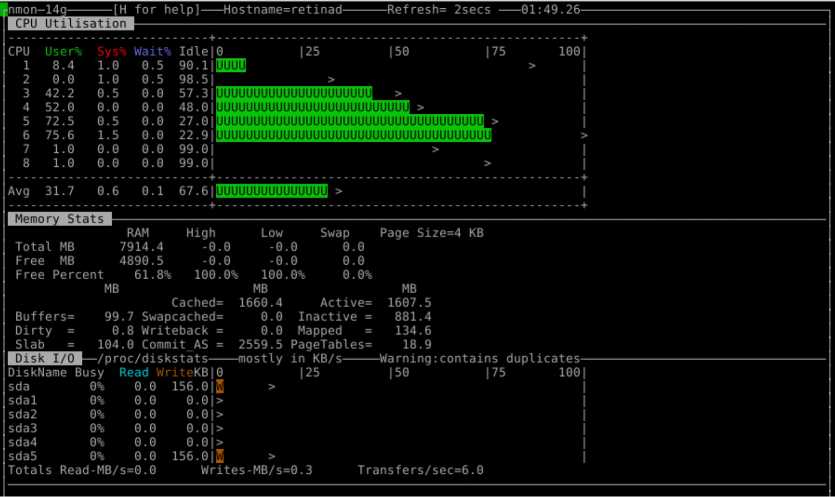 nmon—14g——————[H for help]———Hostname=retinad——————Refresh= 2secs ———01:49.26
CPU Utilisation
CPU User% Sys% Wait% Idle|0 |25 |50 |75 100|
1 8.4 1.0 0.5 90.1|UUUU >
2 0.0 1.0 0.5 98.5| > |
3 42.2 0.5 0.0 57.3|UUUUUUUUUUUUUUUUUUUUU > |
4 52.0 0.0 0.0 48.0|UUUUUUUUUUUUUUUUUUUUUUUUUU > |
5 72.5 0.5 0.0 27.0|UUUUUUUUUUUUUUUUUUUUUUUUUUUUUUUUUUUU > |
6 75.6 1.5 0.0 22.9|UUUUUUUUUUUUUUUUUUUUUUUUUUUUUUUUUUUUU >
7 1.0 0.0 0.0 99.0| > |
8 1.0 0.0 0.0 99.0| > |
Avg 31.7 0.6 0.1 67.6|UUUUUUUUUUUUUUU > |
Memory Stats
RAM High Low Swap Page Size=4 KB
Total MB 7914.4 -0.0 -0.0 0.0
Free MB 4890.5 -0.0 -0.0 0.0
Free Percent 61.8% 100.0% 100.0% 0.0%
MB MB MB
Cached= 1660.4 Active= 1607.5
Buffers= 99.7 Swapcached= 0.0 Inactive = 881.4
Dirty = 0.8 Writeback = 0.0 Mapped = 134.6
Slab = 104.0 Commit_AS = 2559.5 PageTables= 18.9
Disk I/O ——/proc/diskstats————mostly in KB/s—————Warning:contains duplicates
DiskName Busy Read WriteKB|0 |25 |50 |75 100|
sda 0% 0.0 156.0|W > |
sda1 0% 0.0 0.0|> |
sda2 0% 0.0 0.0|> |
sda3 0% 0.0 0.0|> |
sda4 0% 0.0 0.0|> |
sda5 0% 0.0 156.0|W > |
Totals Read-MB/s=0.0 Writes-MB/s=0.3 Transfers/sec=6.0